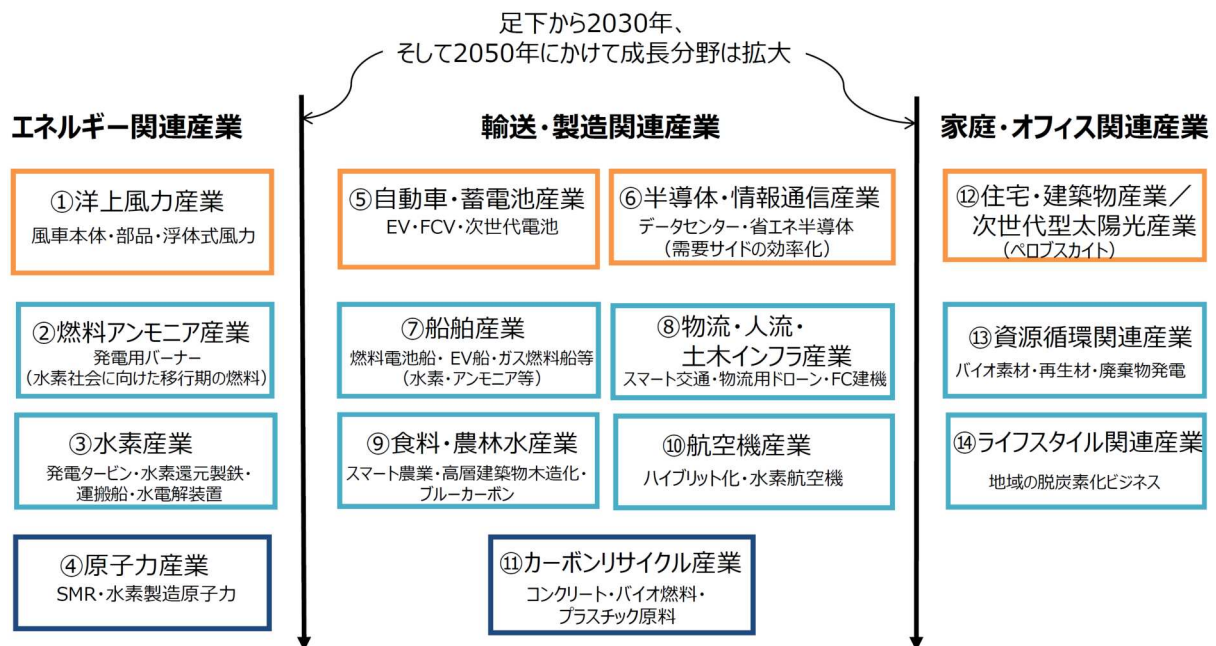 足下から2030年、
そして2050年にかけて成長分野は拡大
エネルギー関連産業
①洋上風力産業
風車本体・部品・浮体式風力
②燃料アンモニア産業
発電用バーナー
（水素社会に向けた移行期の燃料）
③水素産業
発電タービン・水素還元製鉄・
運搬船・水電解装置
④原子力産業
SMR・水素製造原子力
輸送・製造関連産業
⑤自動車・蓄電池産業
EV・FCV・次世代電池
⑥半導体・情報通信産業
データセンター・省エネ半導体
（需要サイドの効率化）
⑦船舶産業
燃料電池船・EV船・ガス燃料船等
（水素・アンモニア等）
⑧物流・人流・
土木インフラ産業
スマート交通・物流用ドローン・FC建機
⑨食料・農林水産業
スマート農業・高層建築物木造化・
ブルーカーボン
⑩航空機産業
ハイブリット化・水素航空機
⑪カーボンリサイクル産業
コンクリート・バイオ燃料・
プラスチック原料
家庭・オフィス関連産業
⑫住宅・建築物産業／
次世代型太陽光産業
（ペロブスカイト）
⑬資源循環関連産業
バイオ素材・再生材・廃棄物発電
⑭ライフスタイル関連産業
地域の脱炭素化ビジネス